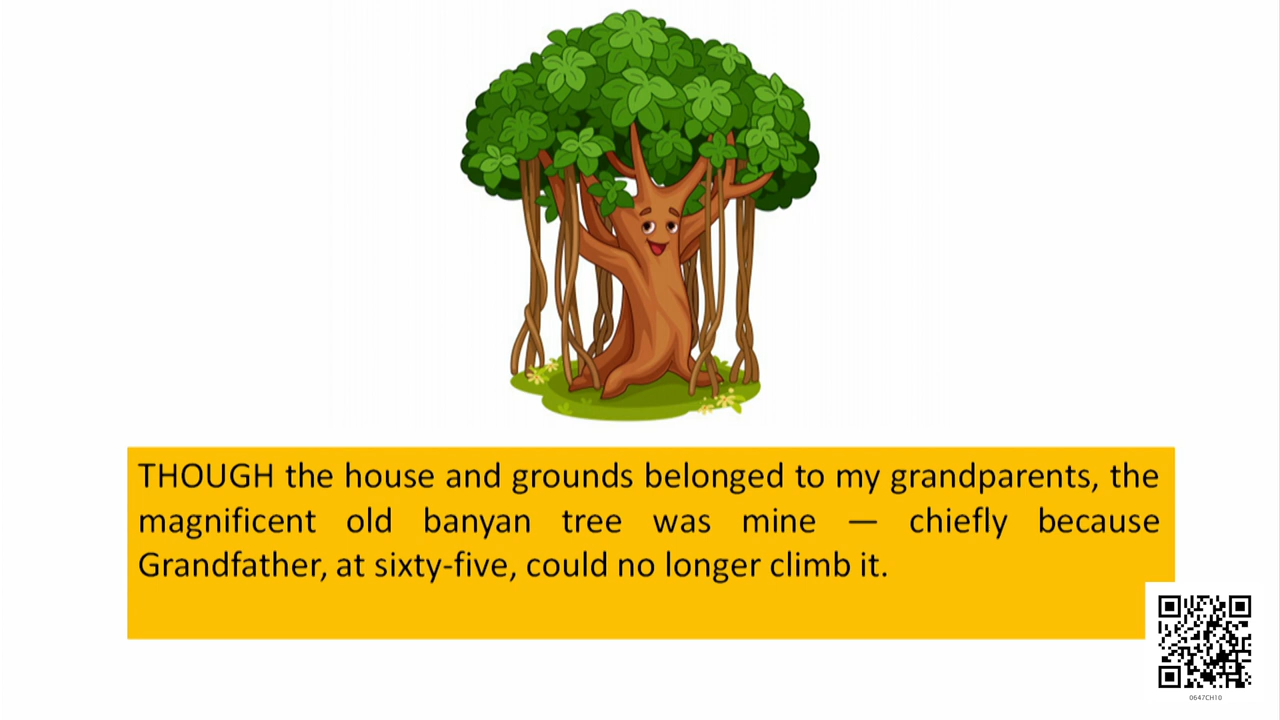 THOUGH the house and grounds belonged to my grandparents, the
magnificent old banyan tree was mine — chiefly because
Grandfather, at sixty-five, could no longer climb it.
0647CH10